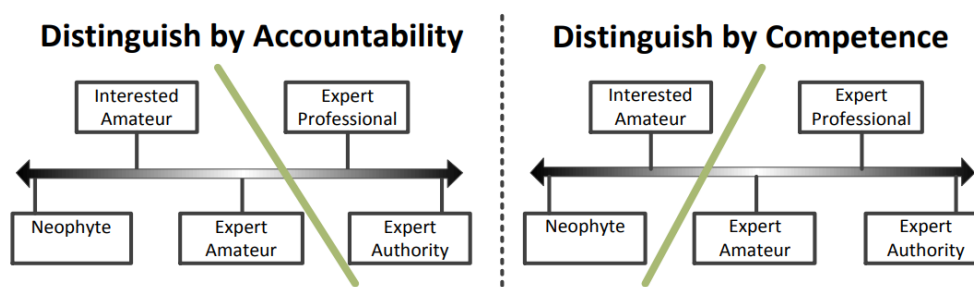 Distinguish by Accountability
Interested
Amateur
Expert
Professional
Neophyte
Expert
Amateur
Expert
Authority
Distinguish by Competence
Interested
Amateur
Expert
Professional
Neophyte
Expert
Amateur
Expert
Authority